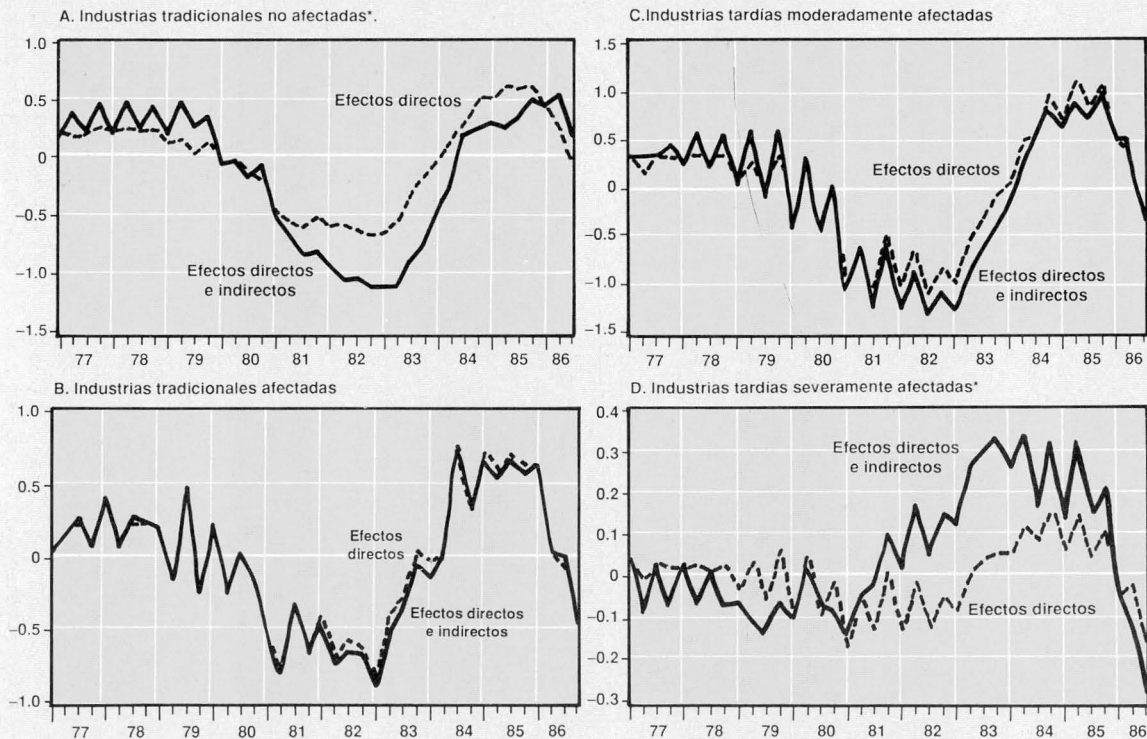 A. Industrias tradicionales no afectadas*.
1.0
0.5
0
−0.5
−1.0
−1.5
Efectos directos
Efectos directos
e indirectos
77 78 79 80 81 82 83 84 85 86
C.Industrias tardías moderadamente afectadas
1.5
1.0
0.5
0
−0.5
−1.0
−1.5
Efectos directos
Efectos directos
e indirectos
77 78 79 80 81 82 83 84 85 86
B. Industrias tradicionales afectadas
1.0
0.5
0
−0.5
−1.0
Efectos
directos
Efectos directos
e indirectos
77 78 79 80 81 82 83 84 85 86
D. Industrias tardías severamente afectadas*
0.4
0.3
0.2
0.1
0
−0.1
−0.2
−0.3
Efectos directos
e indirectos
Efectos directos
77 78 79 80 81 82 83 84 85 86